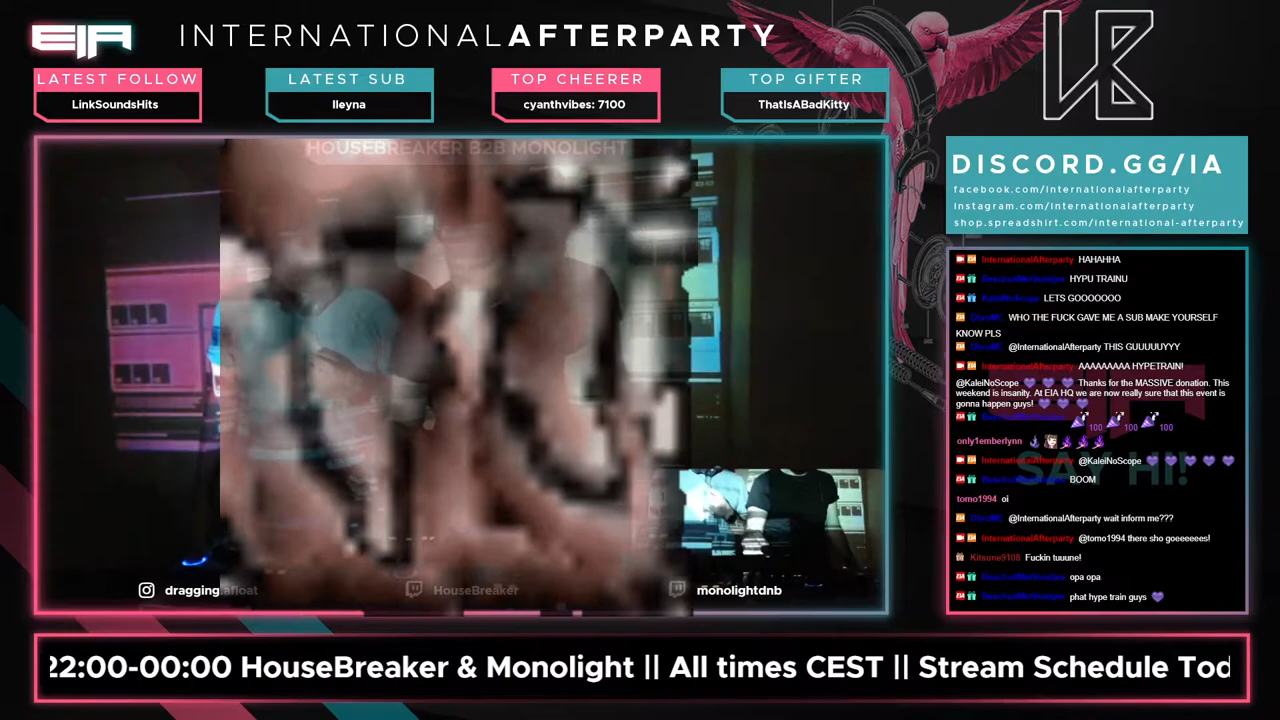 EIA
INTERNATIONALAFTERPARTY
LATEST FOLLOW
LinkSoundsHits
LATEST SUB
lleyna
TOP CHEERER
cyanthvibes: 7100
TOP GIFTER
ThatIsABadKitty
HOUSEBREAKER B2B MONOLIGHT
dragging.afloat
HouseBreaker
monolightdnb
DISCORD.GG/IA
facebook.com/internationalafterparty
instagram.com/internationalafterparty
shop.spreadshirt.com/international-afterparty
InternationalAfterparty HAHAHHA
HYPU TRAINU
KaleiNoScope LETS GOOOOOOO
WHO THE FUCK GAVE ME A SUB MAKE YOURSELF
KNOW PLS
@InternationalAfterparty THIS GUUUUUYYY
InternationalAfterparty AAAAAAAAA HYPETRAIN!
@KaleiNoScope Thanks for the MASSIVE donation. This
weekend is insanity. At EIA HQ we are now really sure that this event is
gonna happen guys!
100 100 100
only1emberlynn
InternationalAfterparty @KaleiNoScope
BOOM
tomo1994 oi
@InternationalAfterparty wait inform me???
InternationalAfterparty @tomo1994 there sho goeeeeees!
Kitsune9108 Fuckin tuuune!
opa opa
phat hype train guys
SAY HI!
22:00-00:00 HouseBreaker & Monolight || All times CEST || Stream Schedule Tod